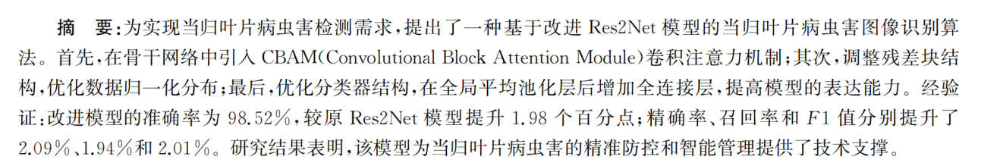 摘 要:为实现当归叶片病虫害检测需求,提出了一种基于改进 Res2Net 模型的当归叶片病虫害图像识别算
法。首先,在骨干网络中引入 CBAM(Convolutional Block Attention Module)卷积注意力机制;其次,调整残差块结
构,优化数据归一化分布;最后,优化分类器结构,在全局平均池化层后增加全连接层,提高模型的表达能力。经验
证:改进模型的准确率为 98.52%,较原 Res2Net 模型提升 1.98 个百分点;精确率、召回率和 F1 值分别提升了
2.09%、1.94%和 2.01%。研究结果表明,该模型为当归叶片病虫害的精准防控和智能管理提供了技术支撑。